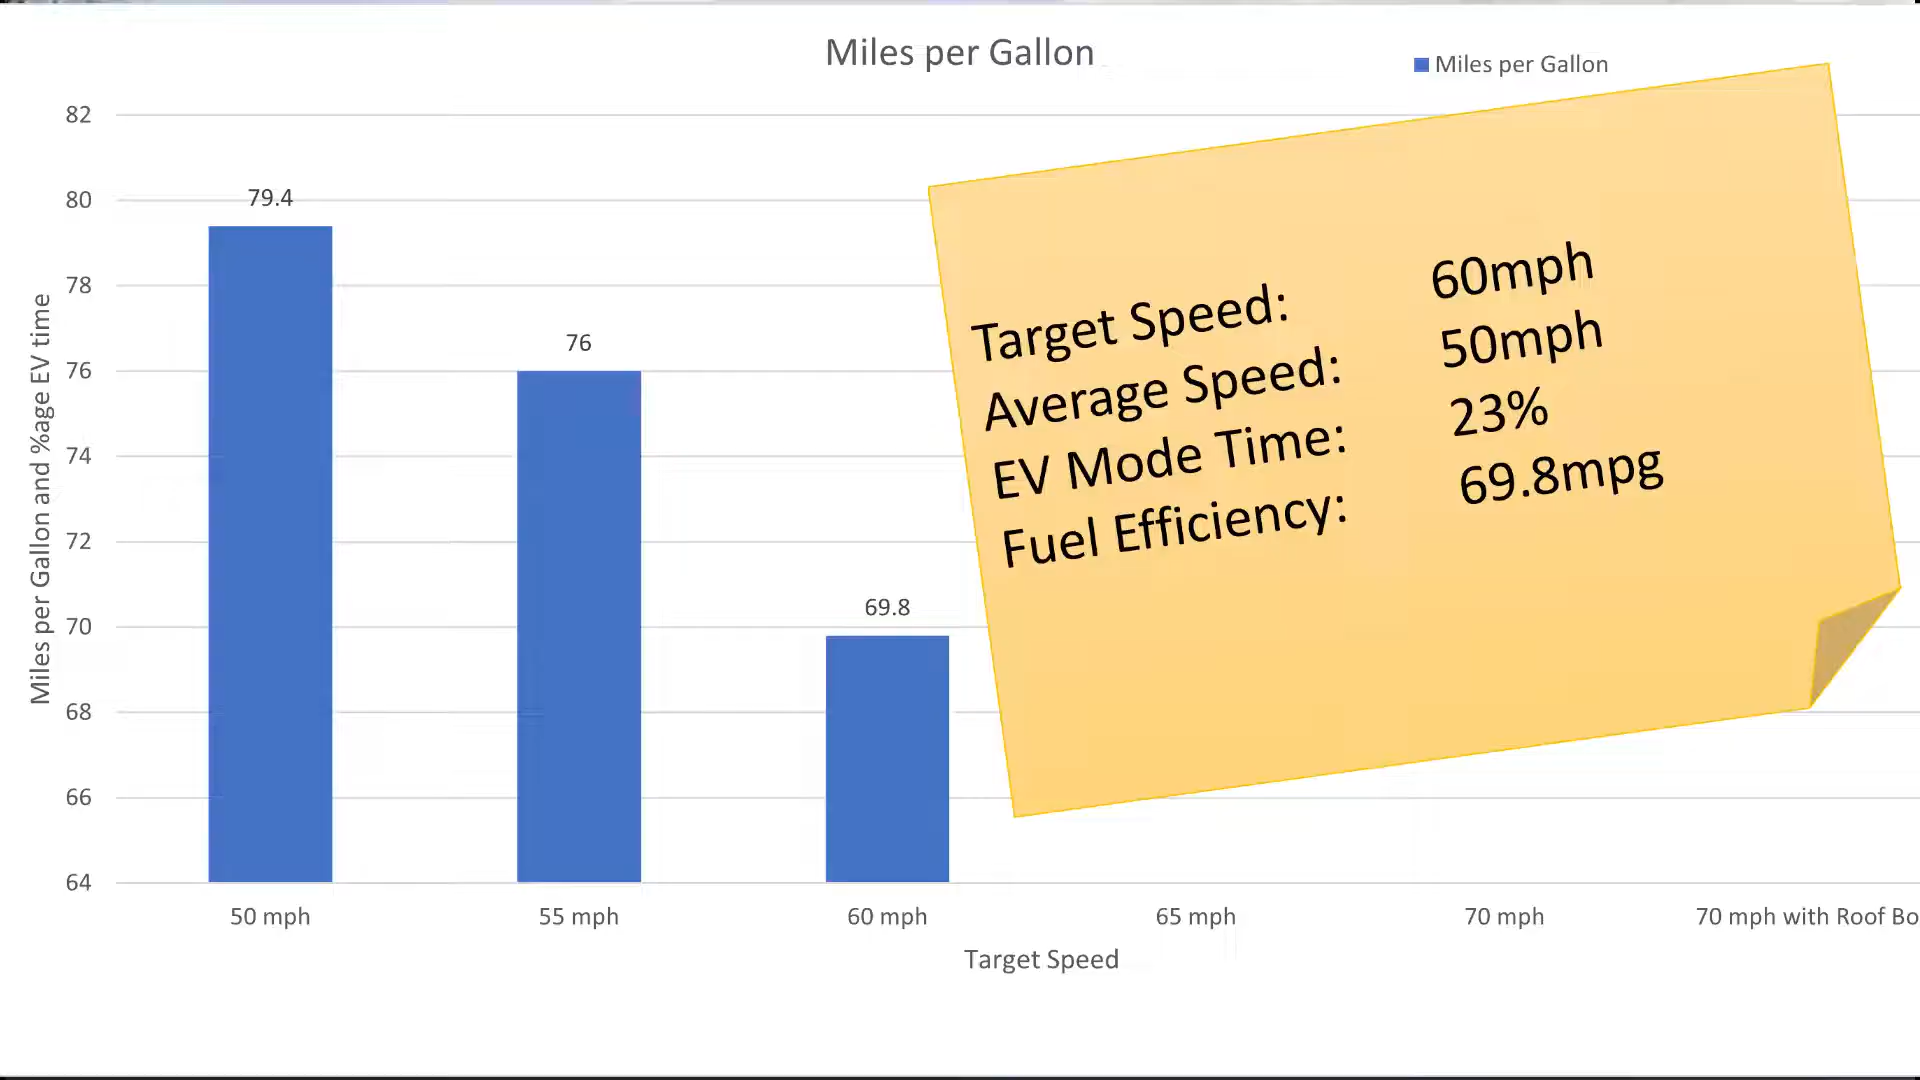 Miles per Gallon
Miles per Gallon
82
80
78
76
74
72
70
68
66
64
Miles per Gallon and %age EV time
79.4
76
69.8
Target Speed: 60mph
Average Speed: 50mph
EV Mode Time: 23%
Fuel Efficiency: 69.8mpg
50 mph 55 mph 60 mph 65 mph 70 mph 70 mph with Roof Bo
Target Speed